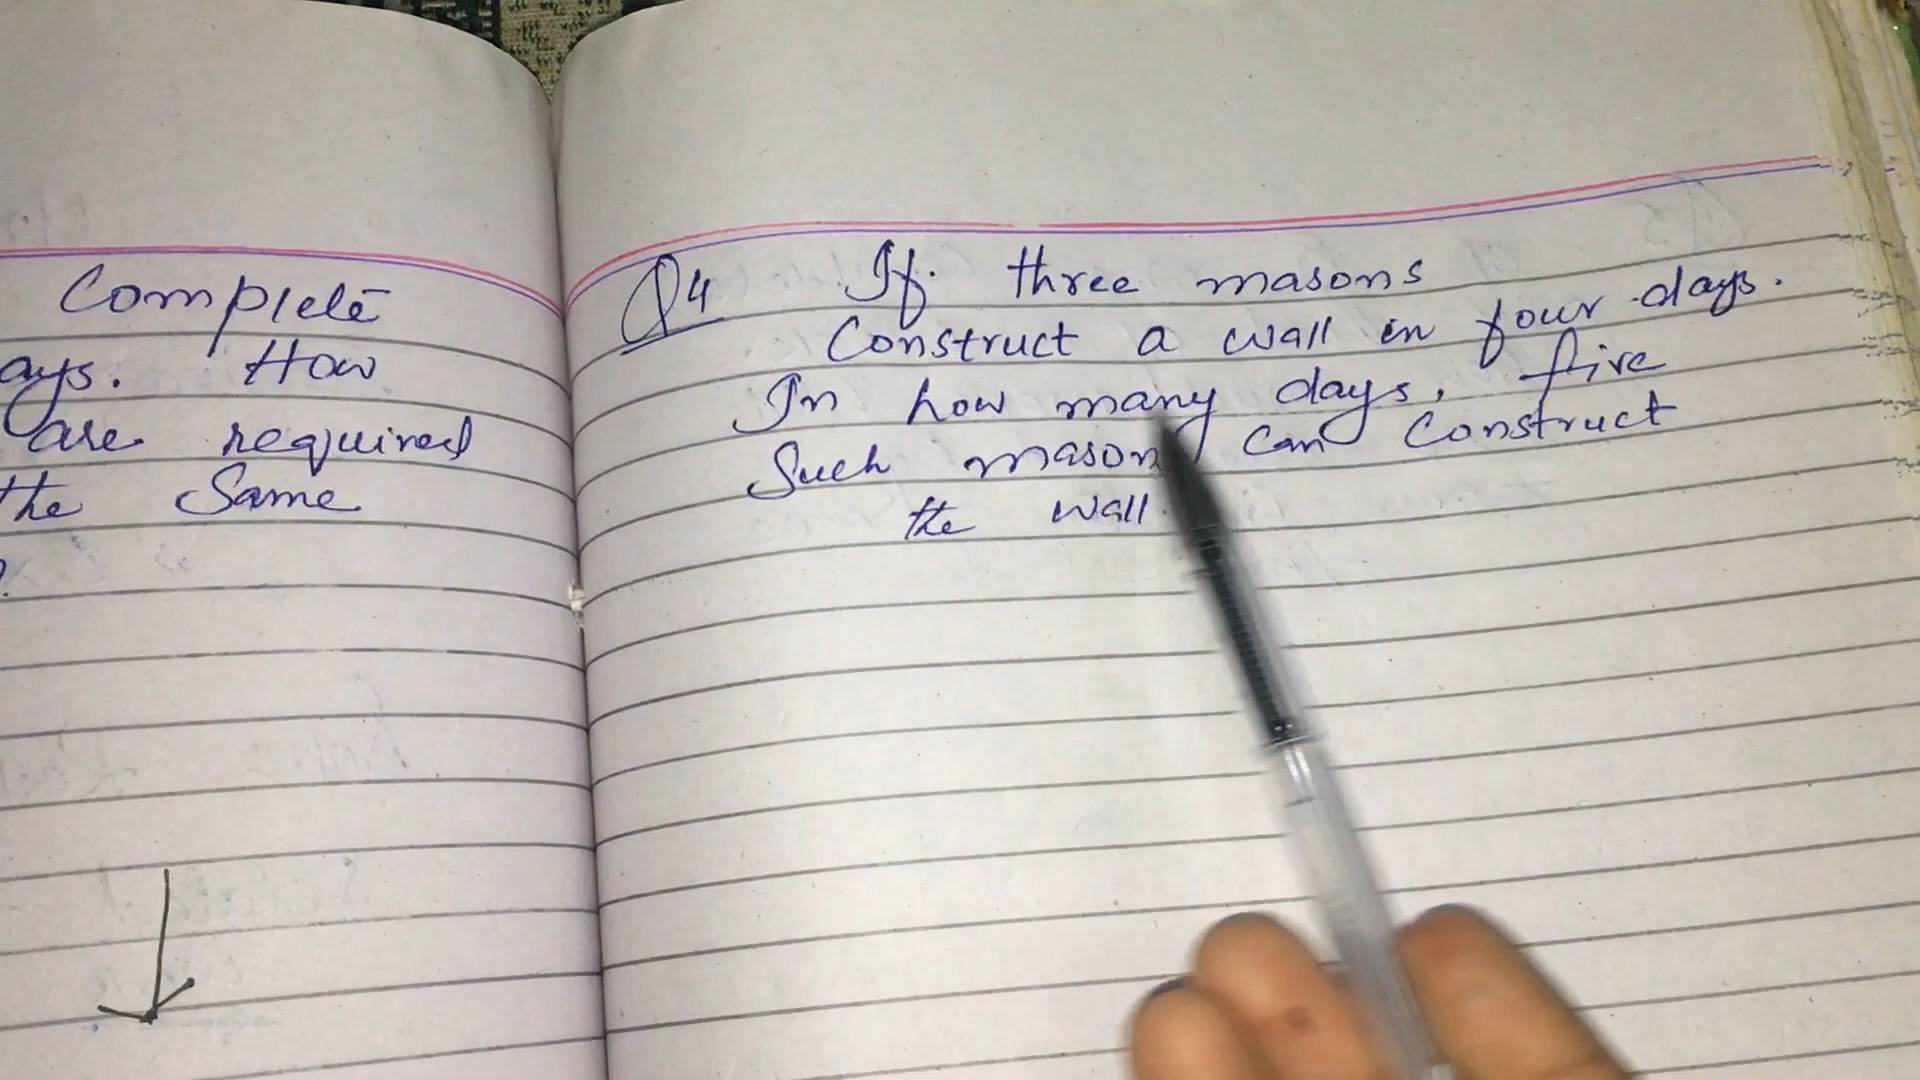 Complete
ays. How
are required
the Same
?
Q4 If three masons
Construct a wall in four days.
In how many days, five
Such mason can Construct
the wall.